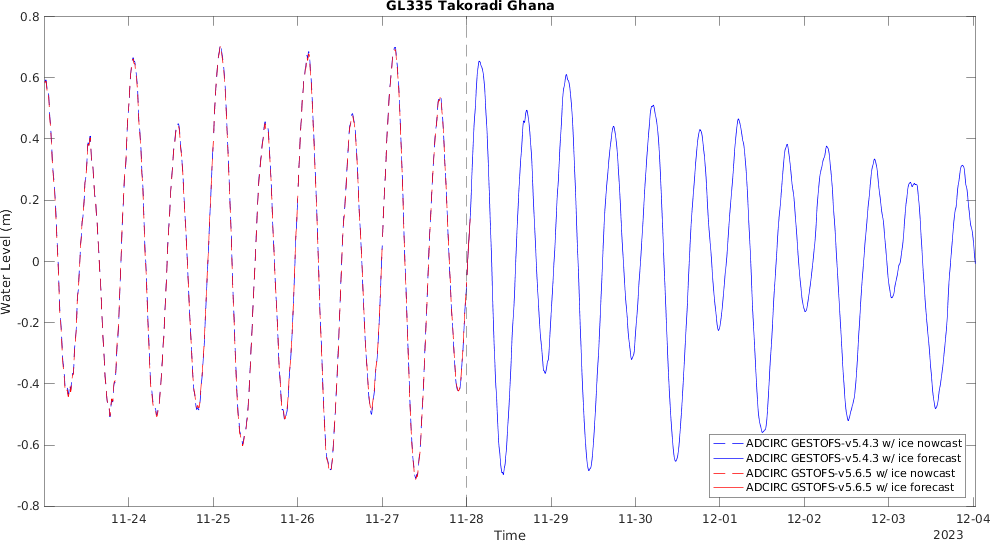 GL335 Takoradi Ghana
0.8
0.6
0.4
0.2
0
-0.2
-0.4
-0.6
-0.8
Water Level (m)
11-24 11-25 11-26 11-27 11-28 11-29 11-30 12-01 12-02 12-03 12-04
Time
2023
ADCIRC GESTOFS-v5.4.3 w/ ice nowcast
ADCIRC GESTOFS-v5.4.3 w/ ice forecast
ADCIRC GSTOFS-v5.6.5 w/ ice nowcast
ADCIRC GSTOFS-v5.6.5 w/ ice forecast